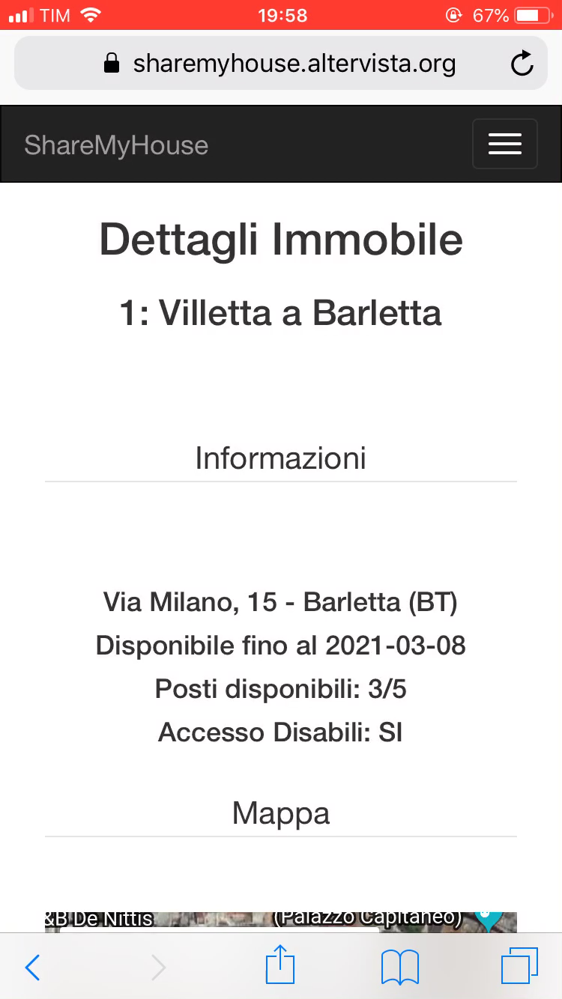 TIM 19:58 67%
sharemyhouse.altervista.org
ShareMyHouse
Dettagli Immobile
1: Villetta a Barletta
Informazioni
Via Milano, 15 - Barletta (BT)
Disponibile fino al 2021-03-08
Posti disponibili: 3/5
Accesso Disabili: SI
Mappa
&B De Nittis (Palazzo Capitaneo)